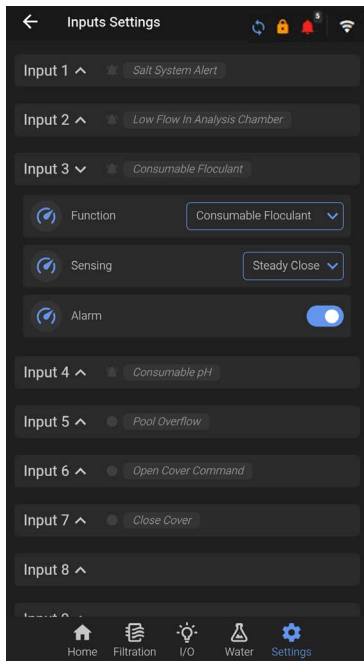 Inputs Settings
5
Input 1 Salt System Alert
Input 2 Low Flow In Analysis Chamber
Input 3 Consumable Floculant
Function Consumable Floculant
Sensing Steady Close
Alarm
Input 4 Consumable pH
Input 5 Pool Overflow
Input 6 Open Cover Command
Input 7 Close Cover
Input 8
Home Filtration I/O Water Settings